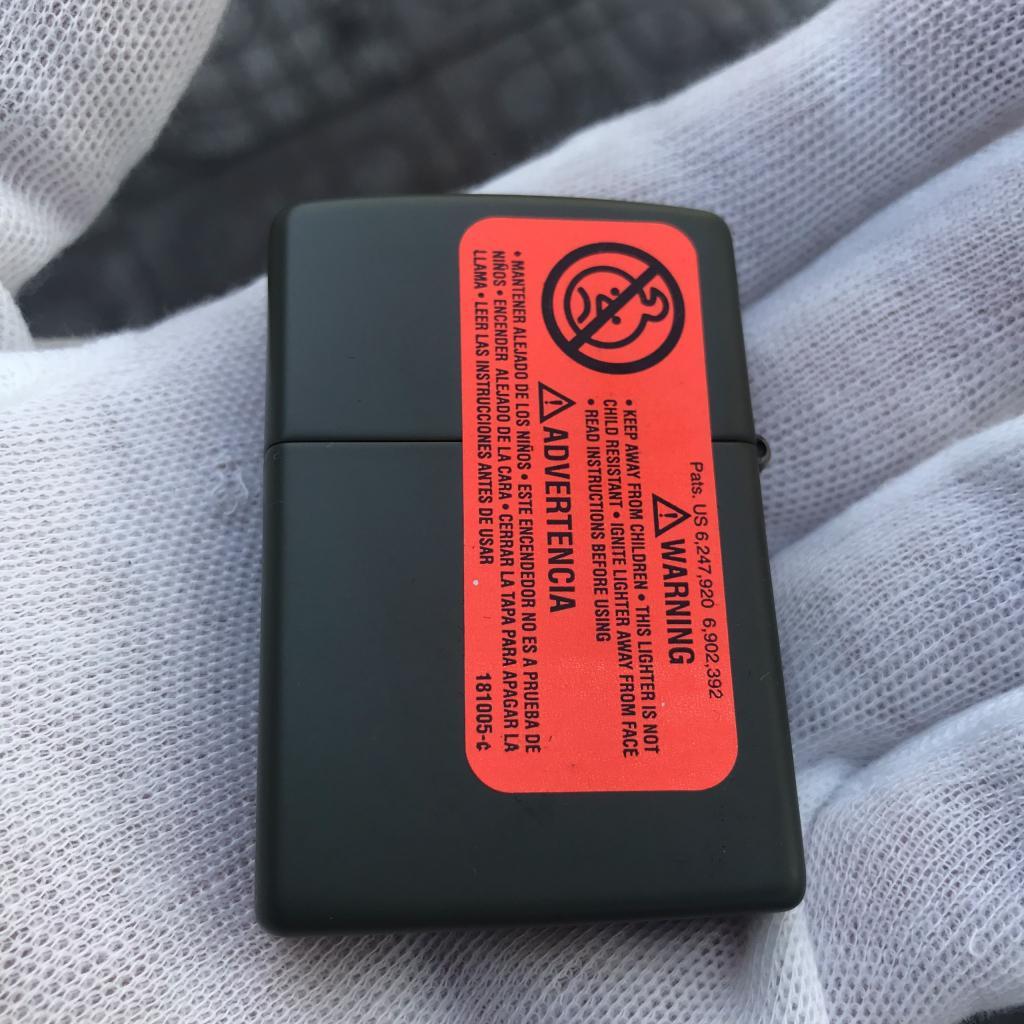 Pats. US 6,247,920 6,902,392
WARNING
• KEEP AWAY FROM CHILDREN • THIS LIGHTER IS NOT
CHILD RESISTANT • IGNITE LIGHTER AWAY FROM FACE
• READ INSTRUCTIONS BEFORE USING
ADVERTENCIA
• MANTENER ALEJADO DE LOS NIÑOS • ESTE ENCENDEDOR NO ES A PRUEBA DE
NIÑOS • ENCENDER ALEJADO DE LA CARA • CERRAR LA TAPA PARA APAGAR LA
LLAMA • LEER LAS INSTRUCCIONES ANTES DE USAR
181005-¢